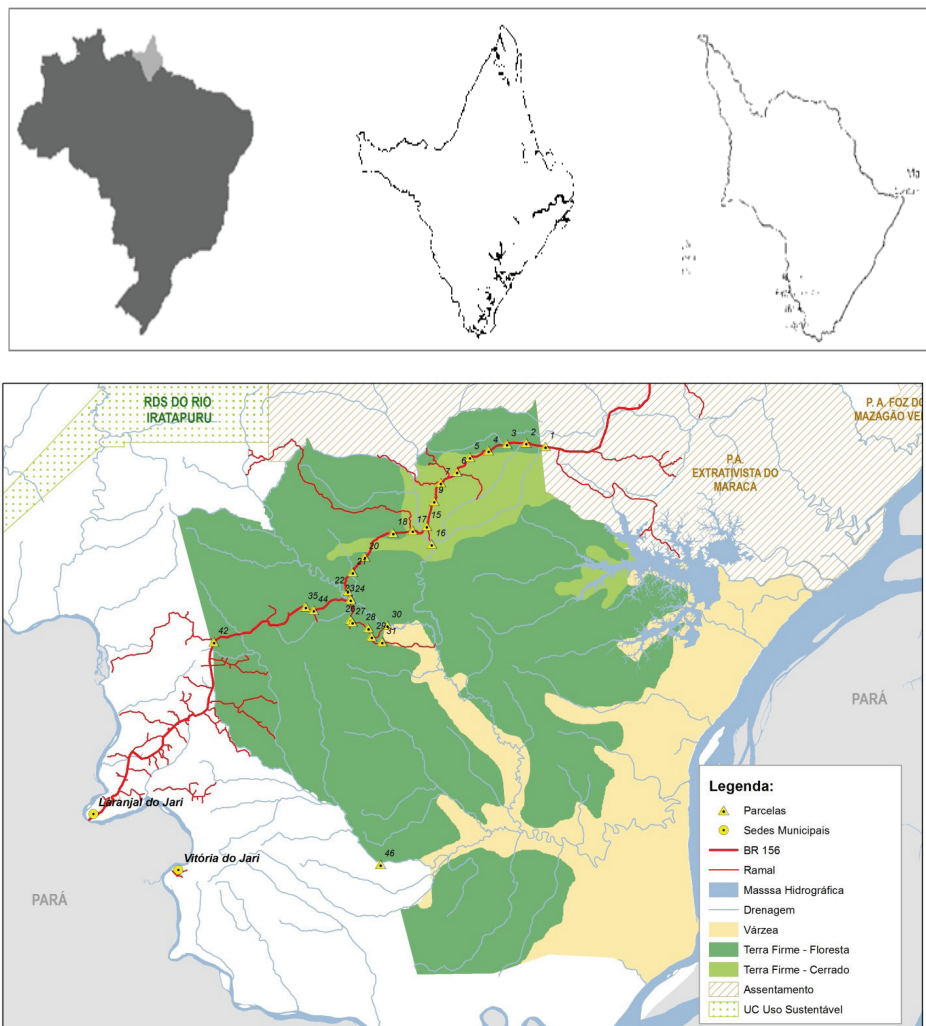 RDS DO RIO
IRATAPURU
P. A. FOZ DO
MAZAGÃO VE
P.A.
EXTRATIVISTA DO
MARACA
1
2
3
4
5
6
7
9
15
16
17
18
20
21
22
23
24
26
27
28
29
30
31
35
44
42
46
PARÁ
Laranjal do Jari
Vitória do Jari
PARÁ
Legenda:
Parcelas
Sedes Municipais
BR 156
Ramal
Masssa Hidrográfica
Drenagem
Várzea
Terra Firme - Floresta
Terra Firme - Cerrado
Assentamento
UC Uso Sustentável